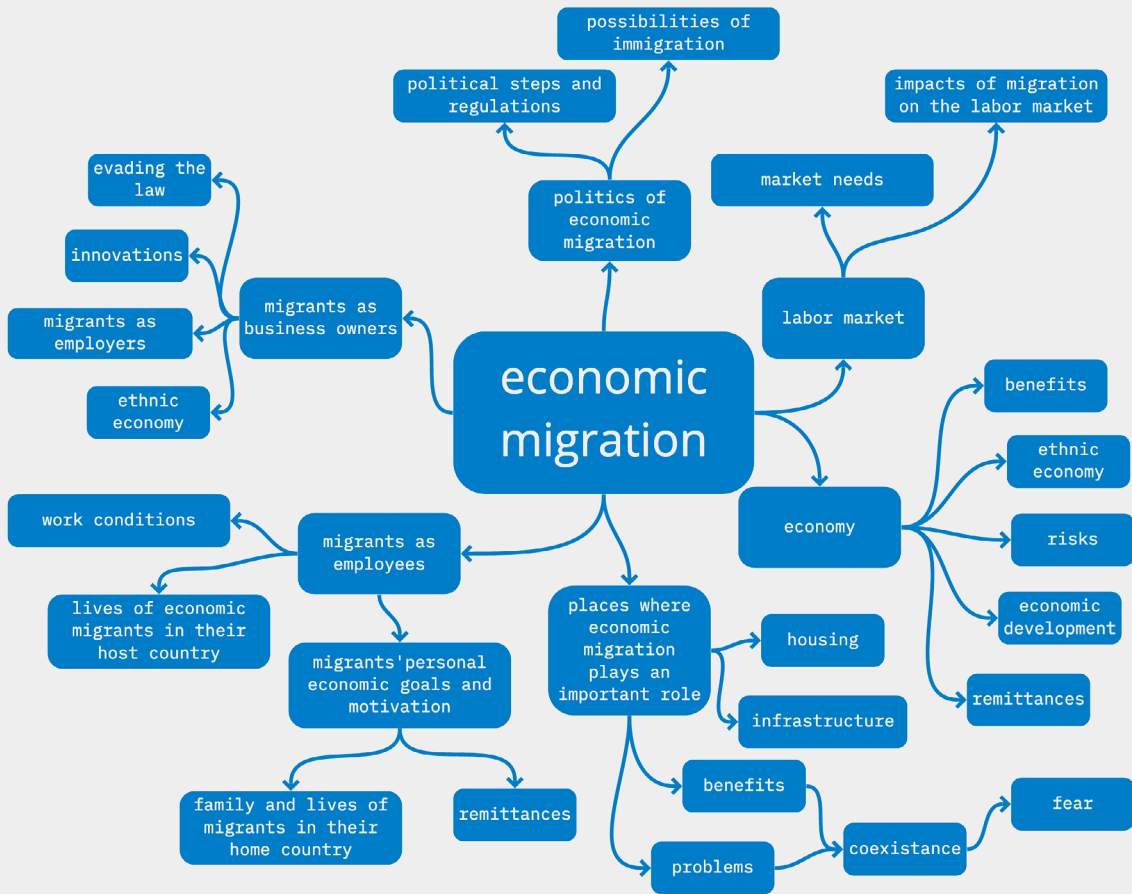 possibilities of
immigration
political steps and
regulations
impacts of migration
on the labor market
evading the
law
market needs
politics of
economic
migration
innovations
migrants as
business owners
migrants as
employers
labor market
economic
migration
ethnic
economy
benefits
ethnic
economy
work conditions
migrants as
employees
economy
risks
lives of economic
migrants in their
host country
places where
economic
migration
plays an
important role
housing
economic
development
migrants'personal
economic goals and
motivation
infrastructure
remittances
family and lives of
migrants in their
home country
remittances
benefits
fear
coexistance
problems